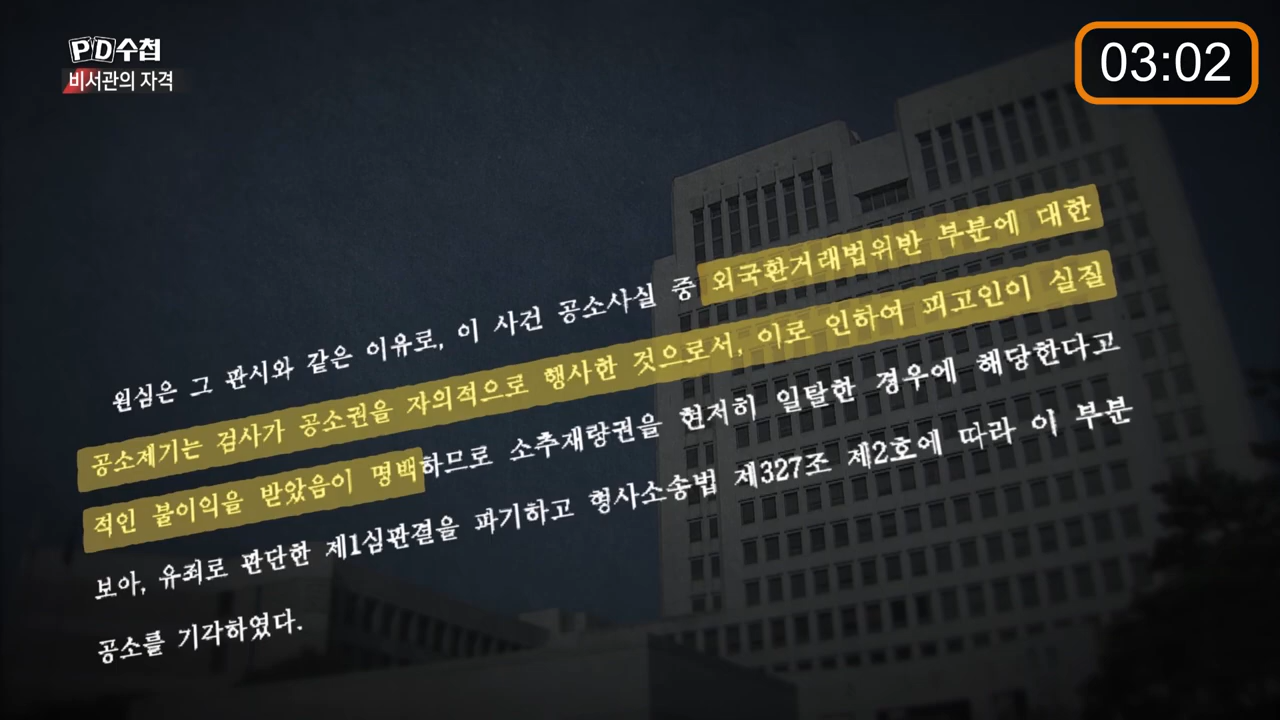 PD수첩
비서관의 자격
03:02
원심은 그 판시와 같은 이유로, 이 사건 공소사실 중 외국환거래법위반 부분에 대한
공소제기는 검사가 공소권을 자의적으로 행사한 것으로서, 이로 인하여 피고인이 실질
적인 불이익을 받았음이 명백하므로 소추재량권을 현저히 일탈한 경우에 해당한다고
보아, 유죄로 판단한 제1심판결을 파기하고 형사소송법 제327조 제2호에 따라 이 부분
공소를 기각하였다.